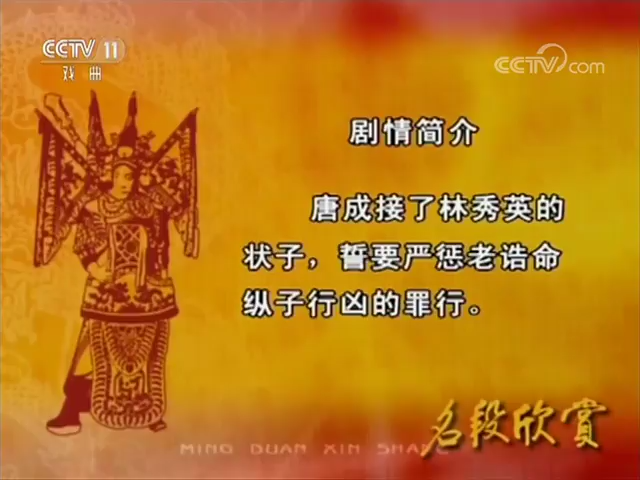 CCTV 11
戏曲
CCTV.com
剧情简介
唐成接了林秀英的
状子，誓要严惩老诰命
纵子行凶的罪行。
名段欣赏
MING DUAN XIN SHANG